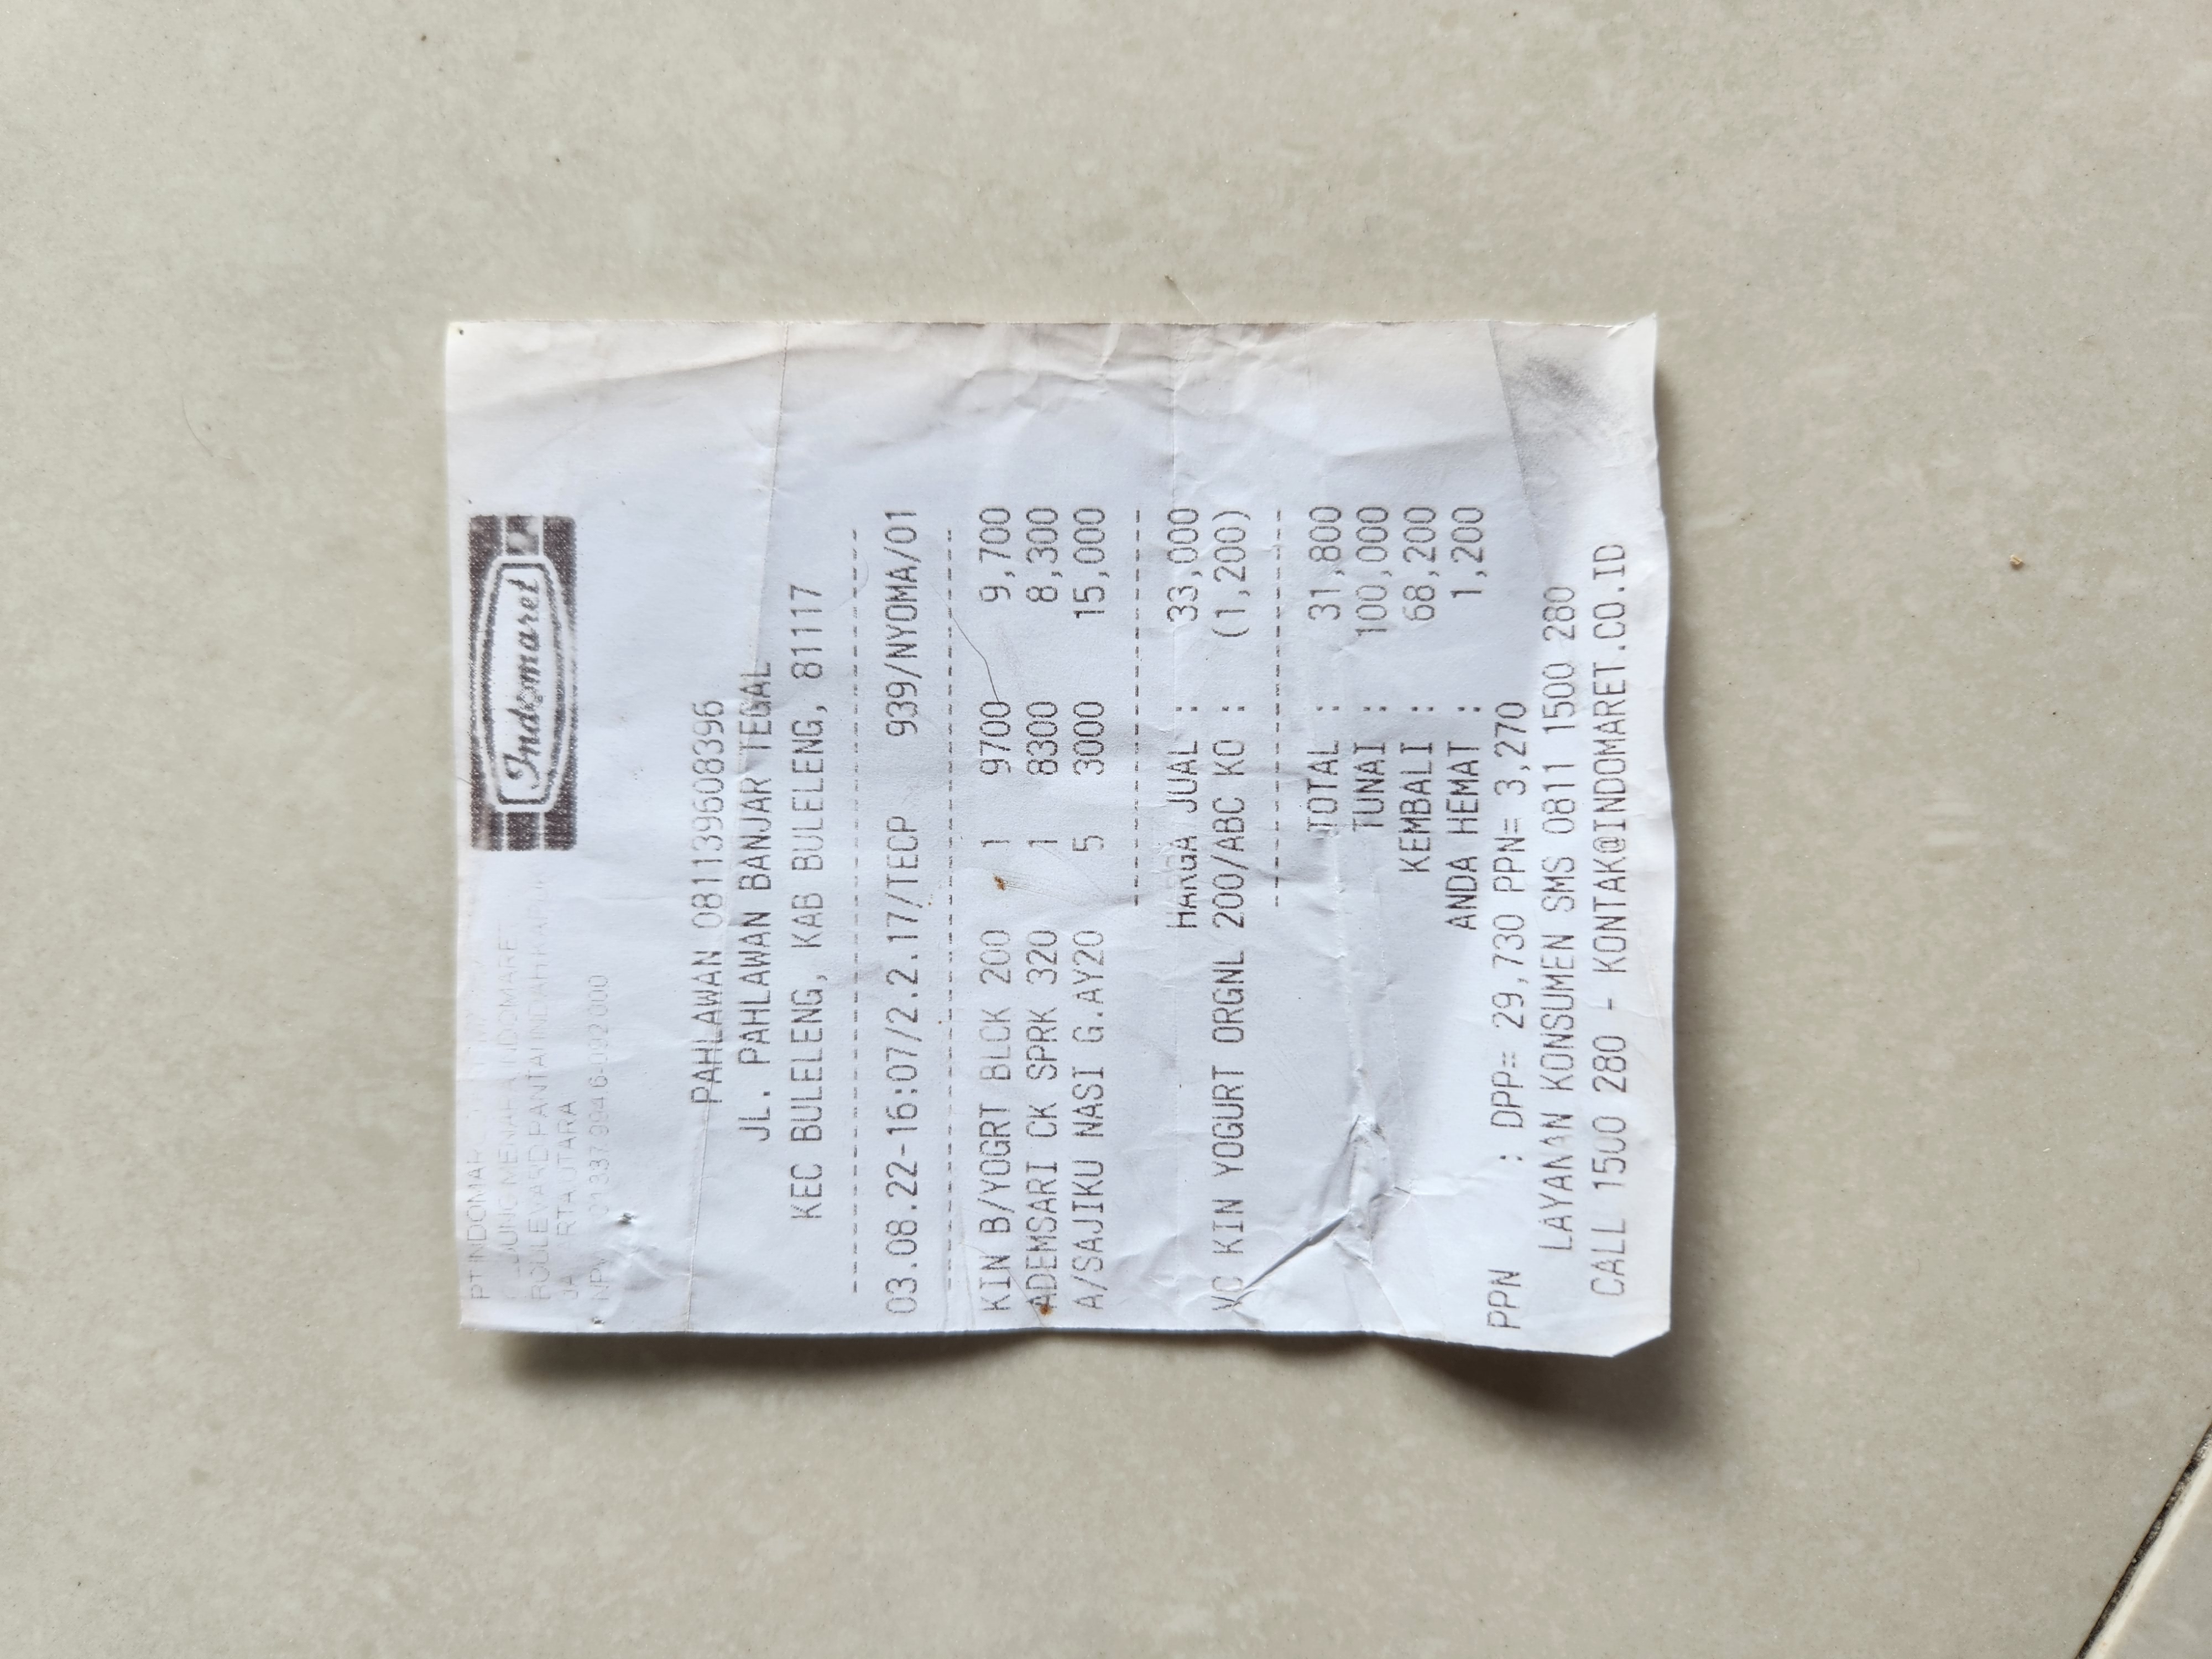 PT INDOMAR
MENARA INDOMARET
BOULEVARD PANTAI INDAH KAPUK
JAKARTA UTARA
NPWP 01.337.994.6-092.000
Indomaret
PAHLAWAN 081139608396
JL. PAHLAWAN BANJAR TEGAL
KEC BULELENG, KAB BULELENG, 81117
03.08.22-16:07/2.2.17/TECP 939/NYOMA/01
KIN B/YOGRT BLCK 200 1 9700 9,700
ADEMSARI CK SPRK 320 1 8300 8,300
A/SAJIKU NASI G.AY20 5 3000 15,000
HARGA JUAL : 33,000
VC KIN YOGURT ORGNL 200/ABC KO : (1,200)
TOTAL : 31,800
TUNAI : 100,000
KEMBALI : 68,200
ANDA HEMAT : 1,200
PPN : DPP= 29,730 PPN= 3,270
LAYANAN KONSUMEN SMS 0811 1500 280
CALL 1500 280 - KONTAK@INDOMARET.CO.ID